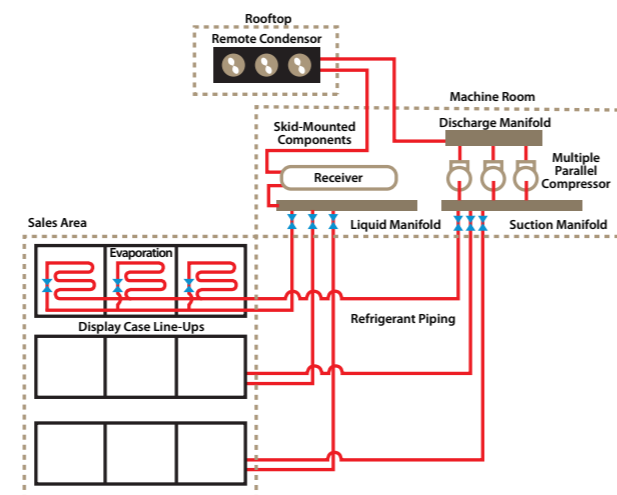 Rooftop
Remote Condensor
Machine Room
Discharge Manifold
Skid-Mounted
Components
Multiple
Parallel
Compressor
Receiver
Liquid Manifold
Suction Manifold
Sales Area
Evaporation
Refrigerant Piping
Display Case Line-Ups